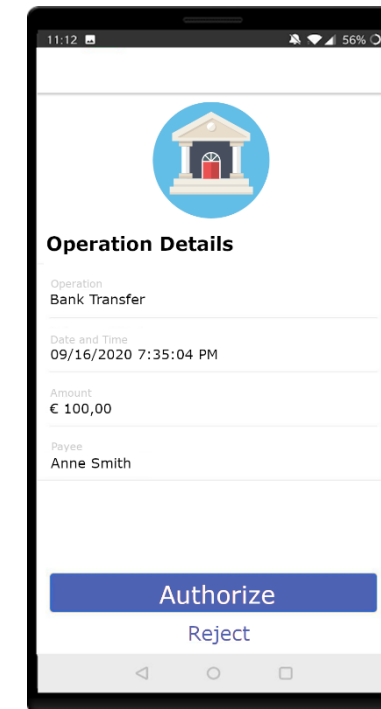 11:12 56%
Operation Details
Operation
Bank Transfer
Date and Time
09/16/2020 7:35:04 PM
Amount
€ 100,00
Payee
Anne Smith
Authorize
Reject